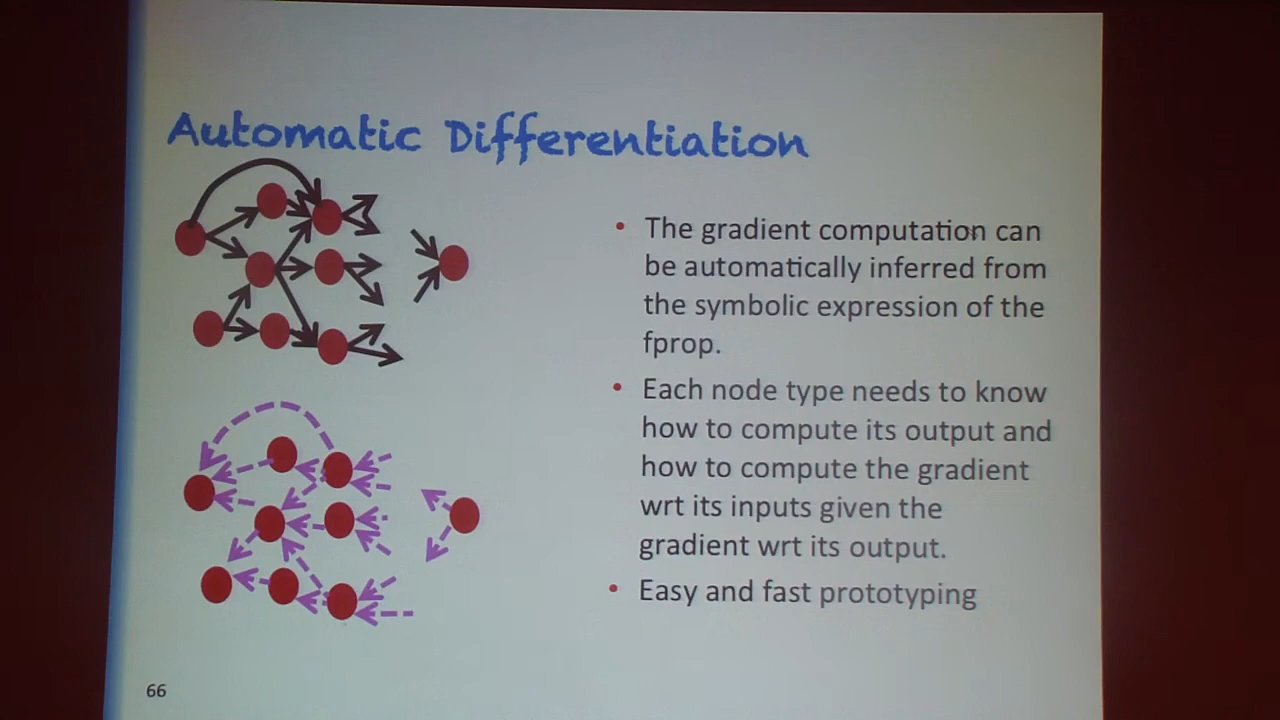 Automatic Differentiation
• The gradient computation can
be automatically inferred from
the symbolic expression of the
fprop.
• Each node type needs to know
how to compute its output and
how to compute the gradient
wrt its inputs given the
gradient wrt its output.
• Easy and fast prototyping
66